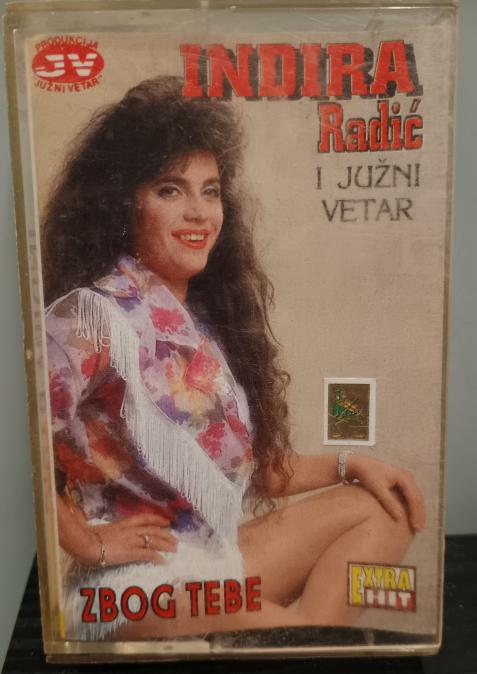 PRODUKCIJA
JV
JUŽNI VETAR
INDIRA
Radić
I JUŽNI
VETAR
ZBOG TEBE
EXTRA
HIT